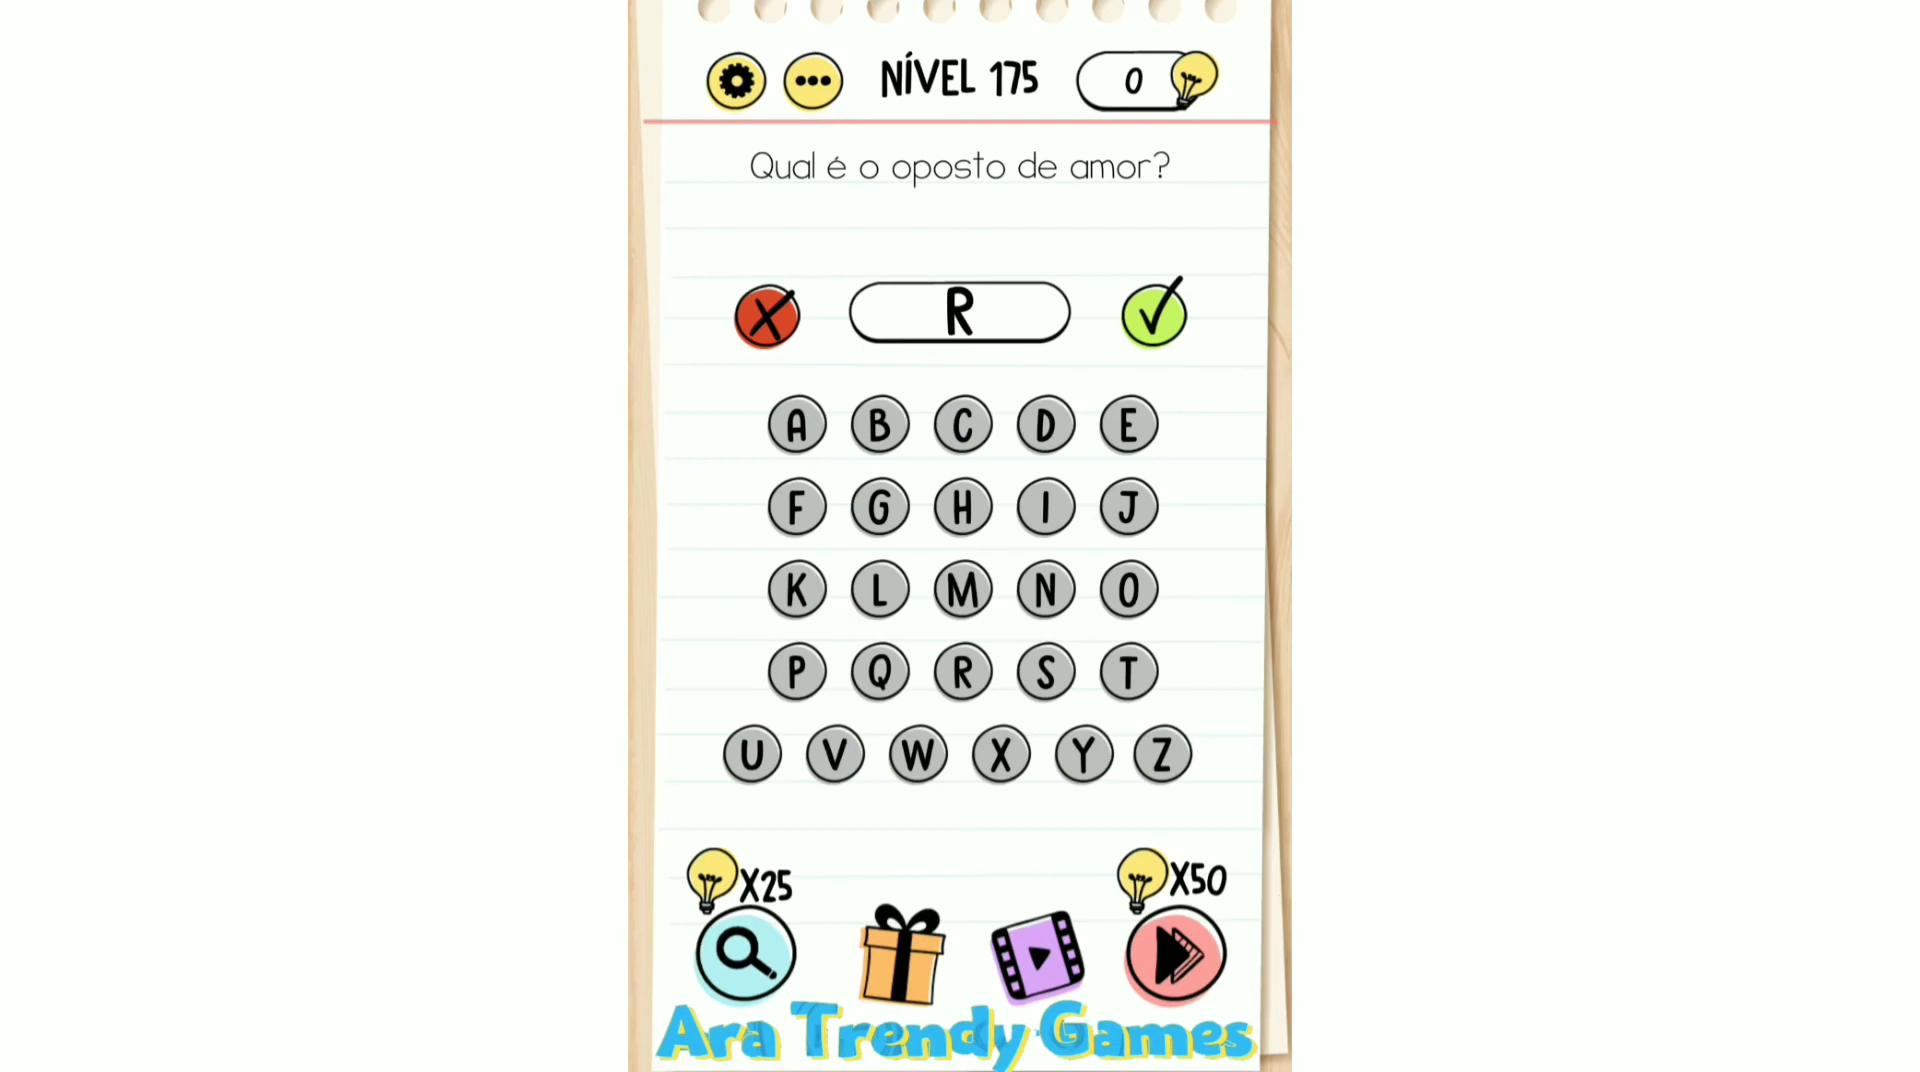 NÍVEL 175
0
Qual é o oposto de amor?
R
A B C D E
F G H I J
K L M N O
P Q R S T
U V W X Y Z
X25
X50
Ara Trendy Games